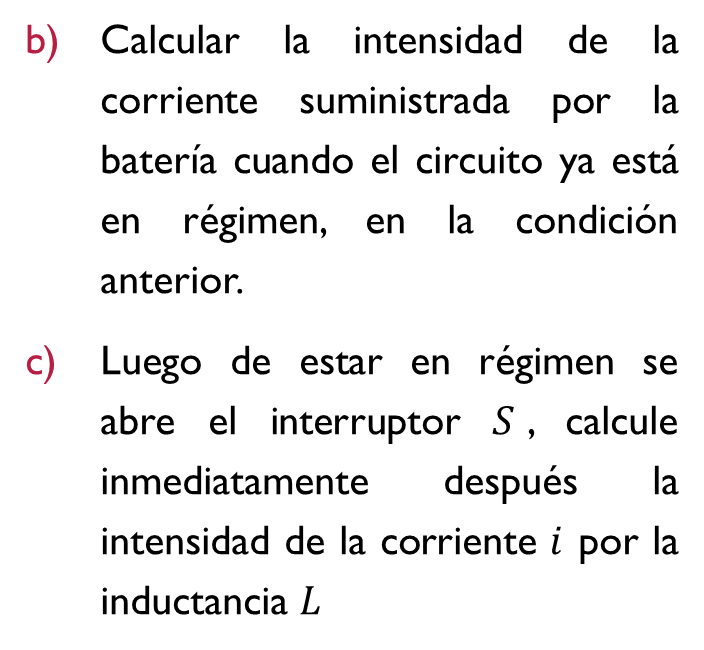 b) Calcular la intensidad de la
corriente suministrada por la
batería cuando el circuito ya está
en régimen, en la condición
anterior.
c) Luego de estar en régimen se
abre el interruptor S , calcule
inmediatamente después la
intensidad de la corriente i por la
inductancia L